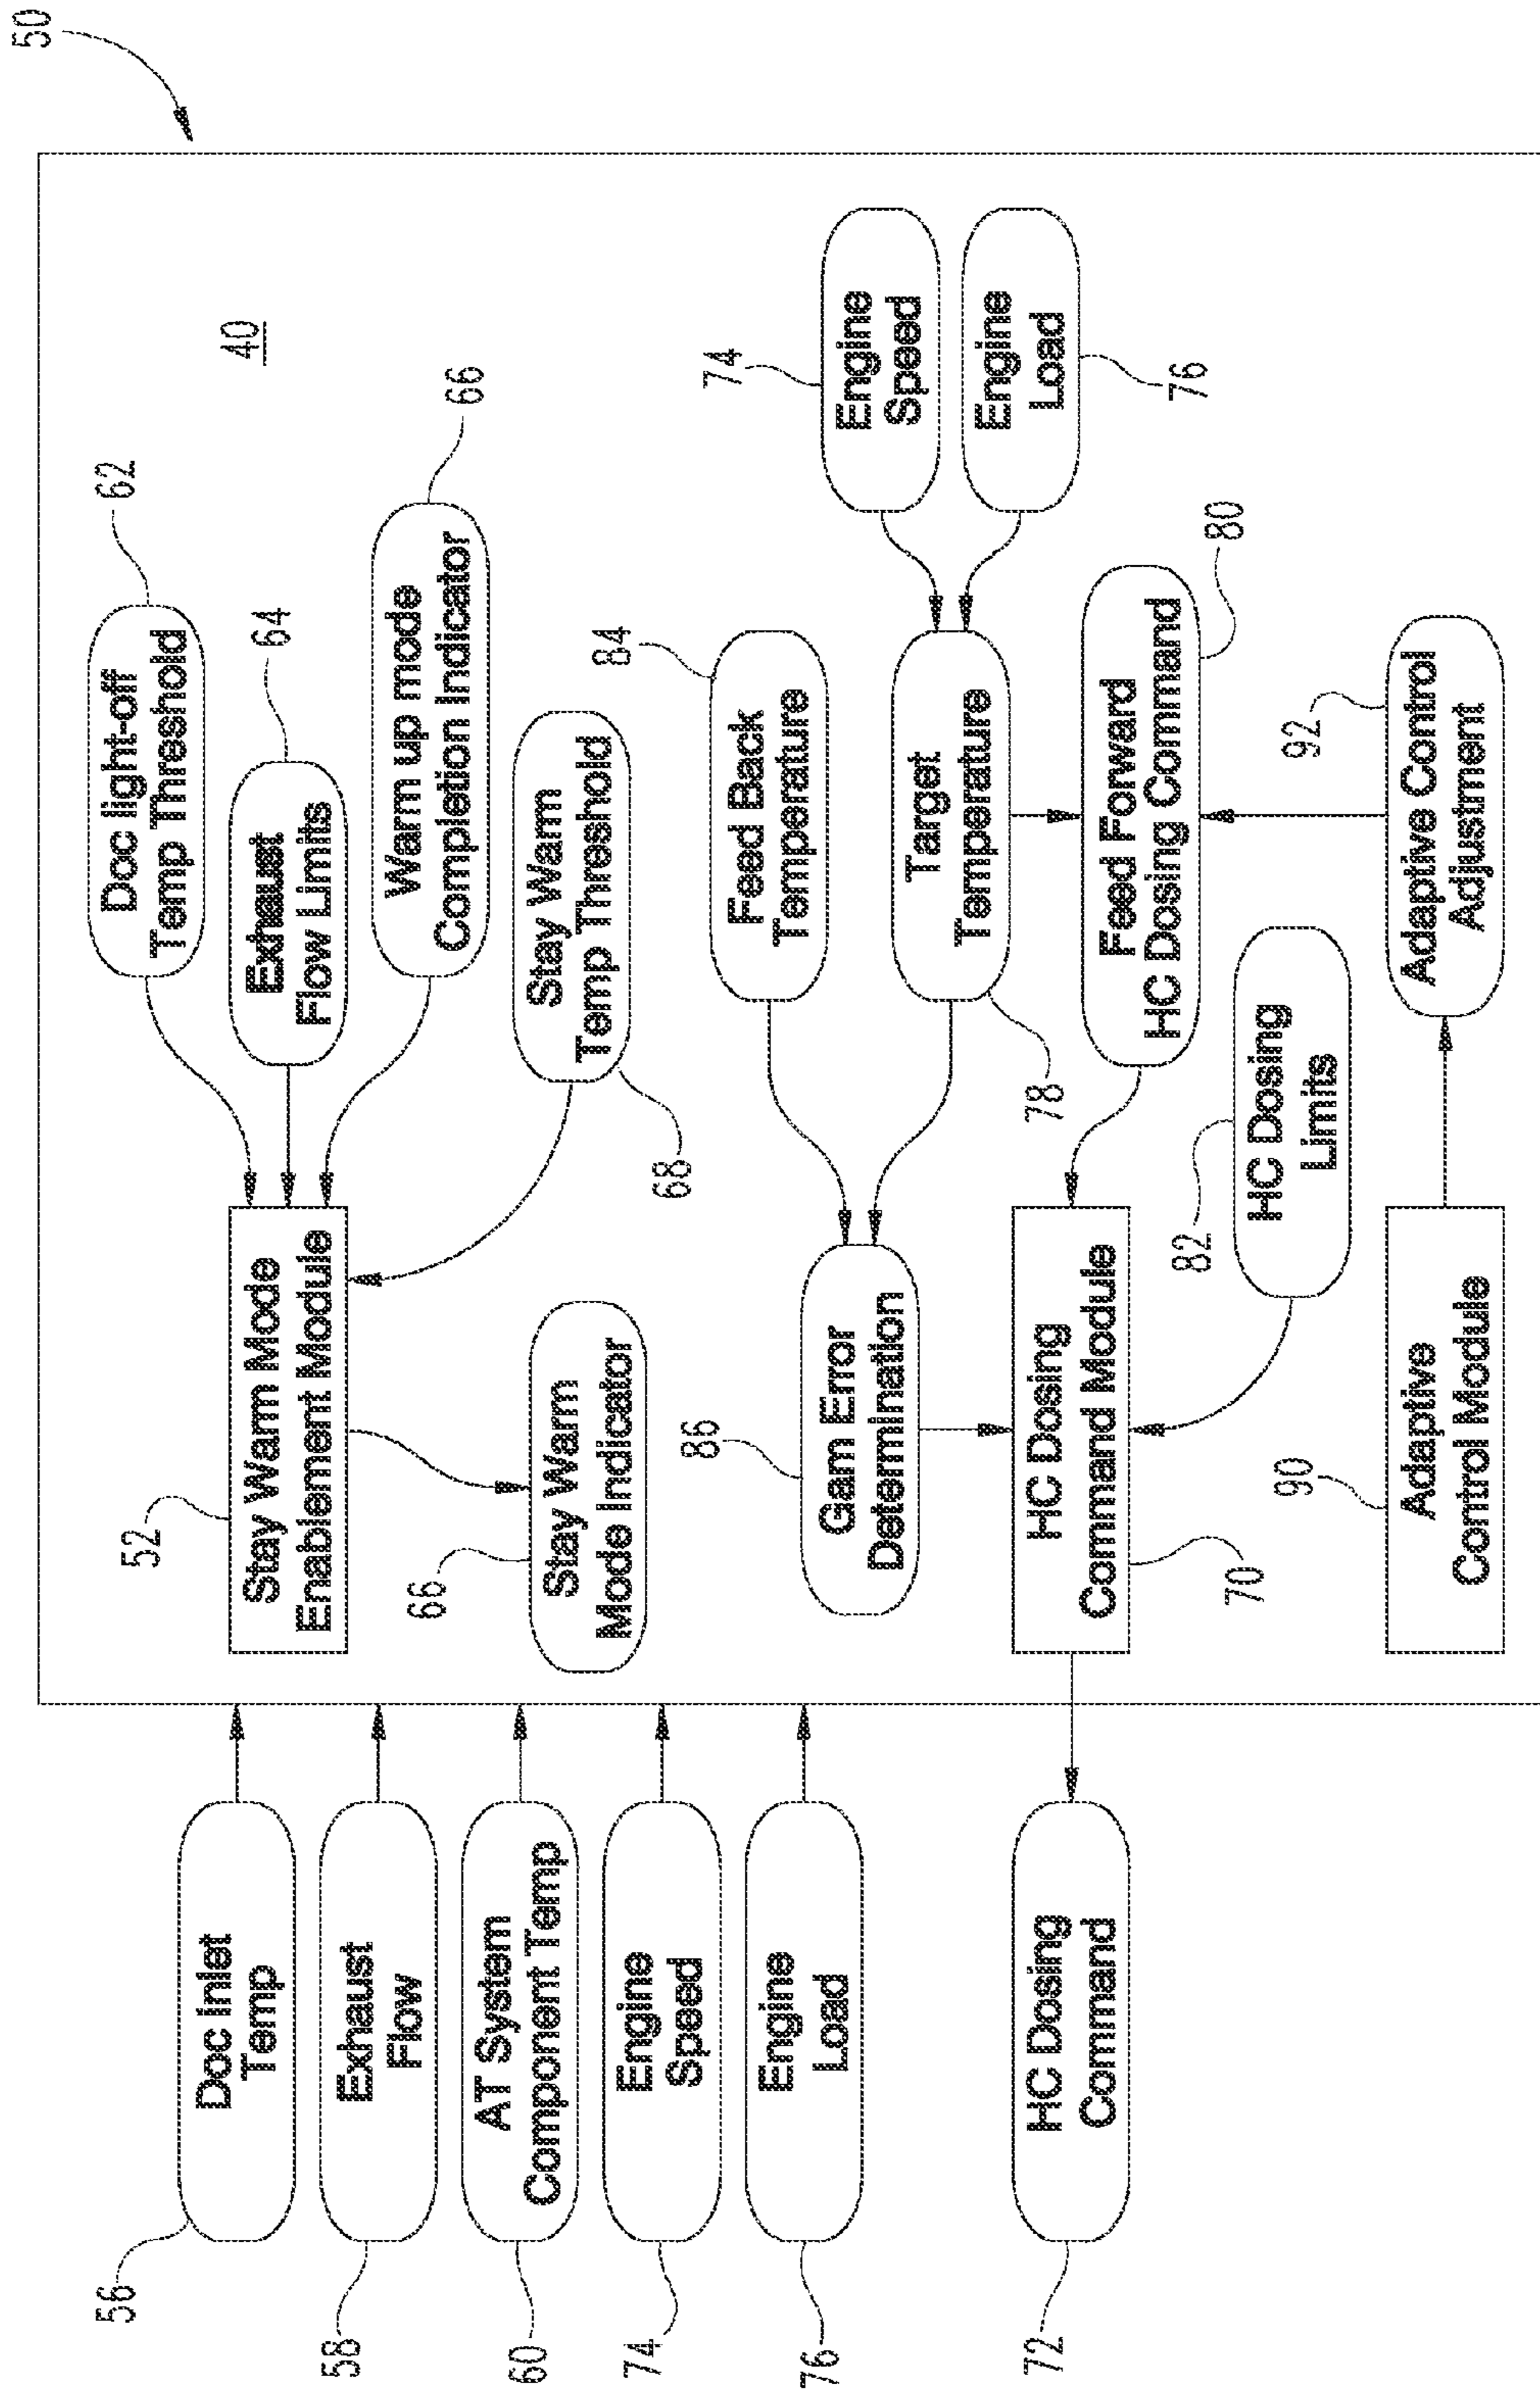 50
40
56
Doc inlet
Temp
58
Exhaust
Flow
60
AT System
Component Temp
74
Engine
Speed
76
Engine
Load
72
HC Dosing
Command
52
Stay Warm Mode
Enablement Module
62
Doc light-off
Temp Threshold
64
Exhaust
Flow Limits
66
Warm up mode
Completion Indicator
68
Stay Warm
Temp Threshold
66
Stay Warm
Mode Indicator
84
Feed Back
Temperature
74
Engine
Speed
76
Engine
Load
86
Gam Error
Determination
78
Target
Temperature
80
Feed Forward
HC Dosing Command
70
HC Dosing
Command Module
82
HC Dosing
Limits
90
Adaptive
Control Module
92
Adaptive Control
Adjustment